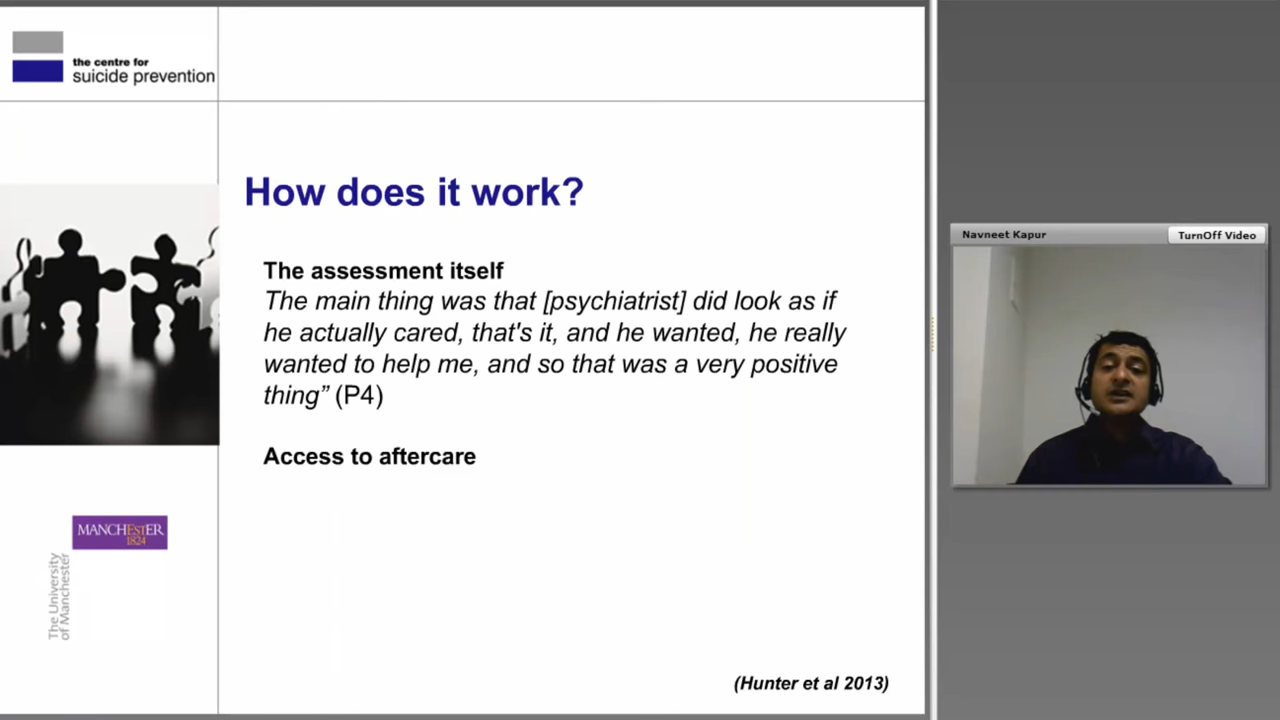 the centre for
suicide prevention
How does it work?
The assessment itself
The main thing was that [psychiatrist] did look as if
he actually cared, that's it, and he wanted, he really
wanted to help me, and so that was a very positive
thing” (P4)
Access to aftercare
MANCHESTER
1824
The University
of Manchester
(Hunter et al 2013)
Navneet Kapur
TurnOff Video